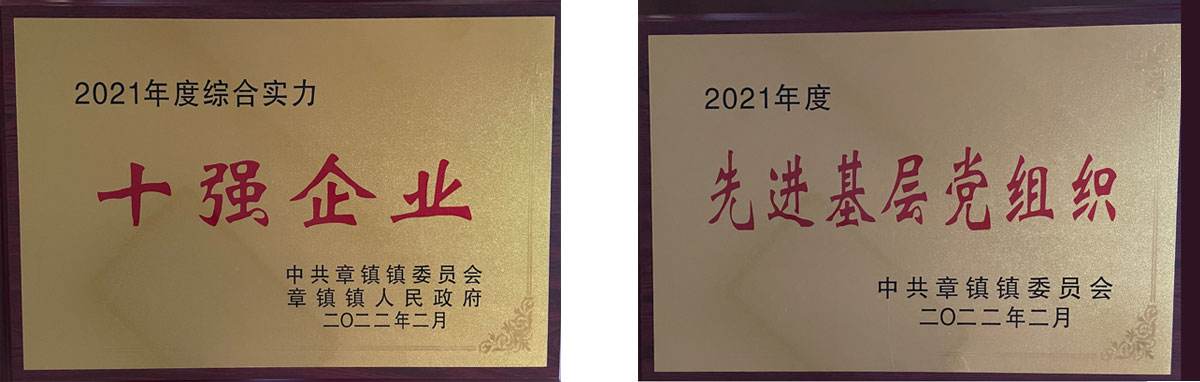 2021年度综合实力
十强企业
中共章镇镇委员会
章镇镇人民政府
二〇二二年二月
2021年度
先进基层党组织
中共章镇镇委员会
二〇二二年二月